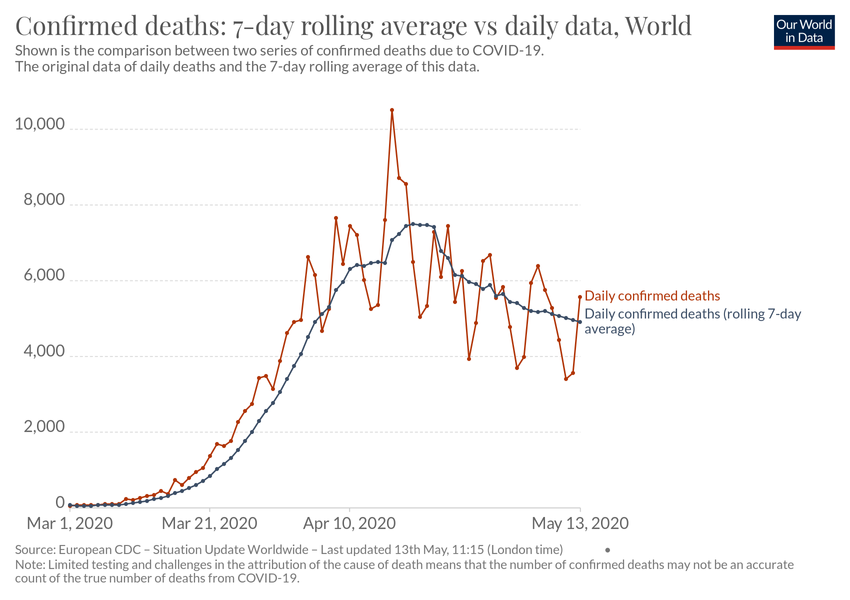 Confirmed deaths: 7-day rolling average vs daily data, World
Our World
in Data
Shown is the comparison between two series of confirmed deaths due to COVID-19.
The original data of daily deaths and the 7-day rolling average of this data.
10,000
8,000
6,000
4,000
2,000
0
Daily confirmed deaths
Daily confirmed deaths (rolling 7-day
average)
Mar 1, 2020
Mar 21, 2020
Apr 10, 2020
May 13, 2020
Source: European CDC – Situation Update Worldwide – Last updated 13th May, 11:15 (London time)
Note: Limited testing and challenges in the attribution of the cause of death means that the number of confirmed deaths may not be an accurate
count of the true number of deaths from COVID-19.